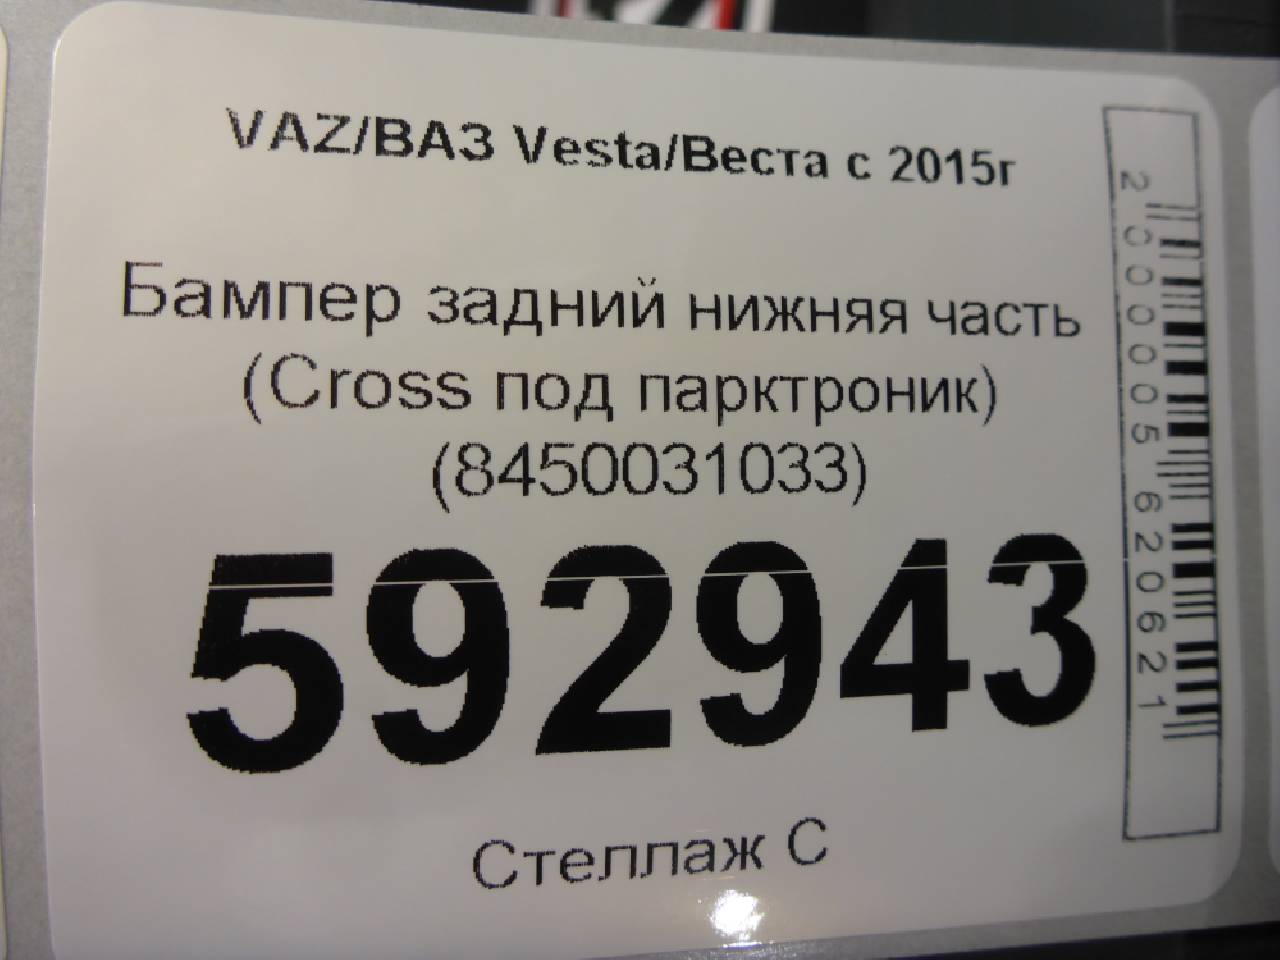 VAZ/ВАЗ Vesta/Веста с 2015г
Бампер задний нижняя часть
(Cross под парктроник)
(8450031033)
592943
Стеллаж С
2000005620621